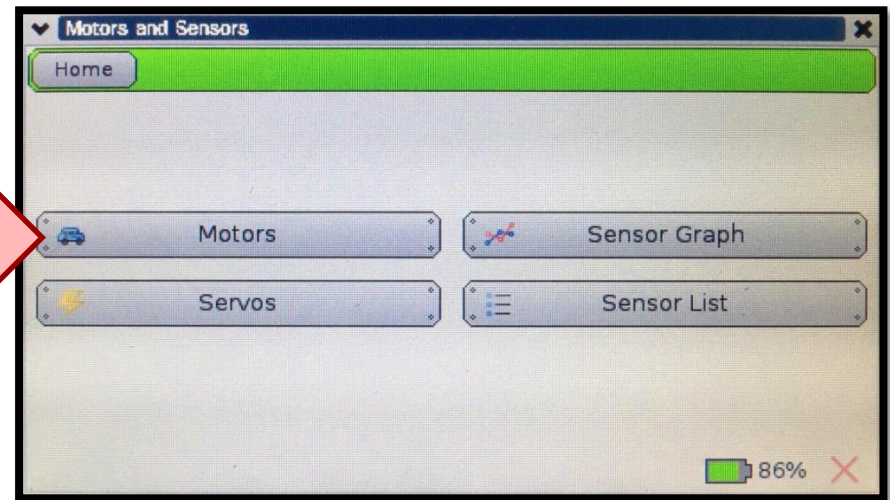 Motors and Sensors
Home
Motors
Sensor Graph
Servos
Sensor List
86%